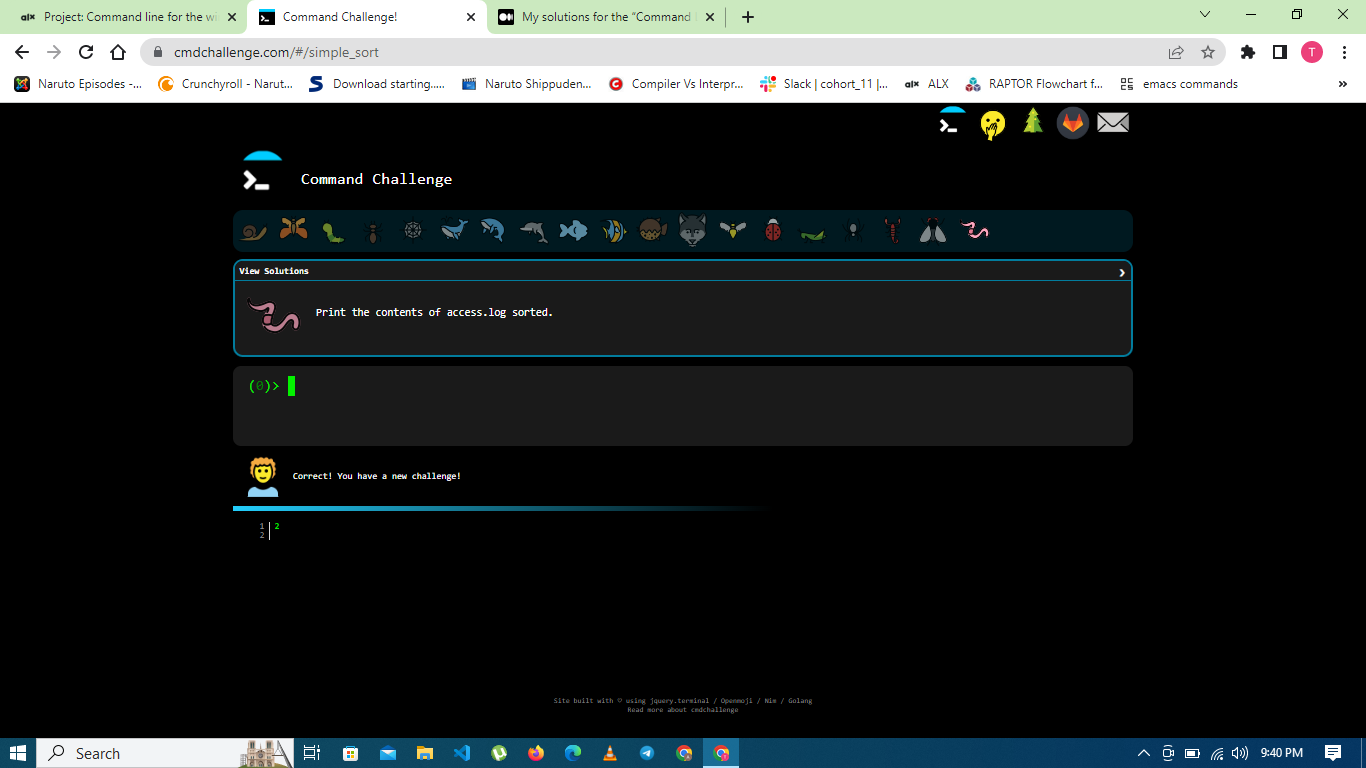 alx Project: Command line for the wi
Command Challenge!
My solutions for the "Command
cmdchallenge.com/#/simple_sort
T
Naruto Episodes -...
Crunchyroll - Narut...
Download starting.....
Naruto Shippuden...
Compiler Vs Interpr...
Slack | cohort_11 |...
alx ALX
RAPTOR Flowchart f...
emacs commands
Command Challenge
View Solutions
Print the contents of access.log sorted.
(0)>
Correct! You have a new challenge!
1 2
2
Site built with ♡ using jquery.terminal / Openmoji / Nim / Golang
Read more about cmdchallenge
Search
9:40 PM